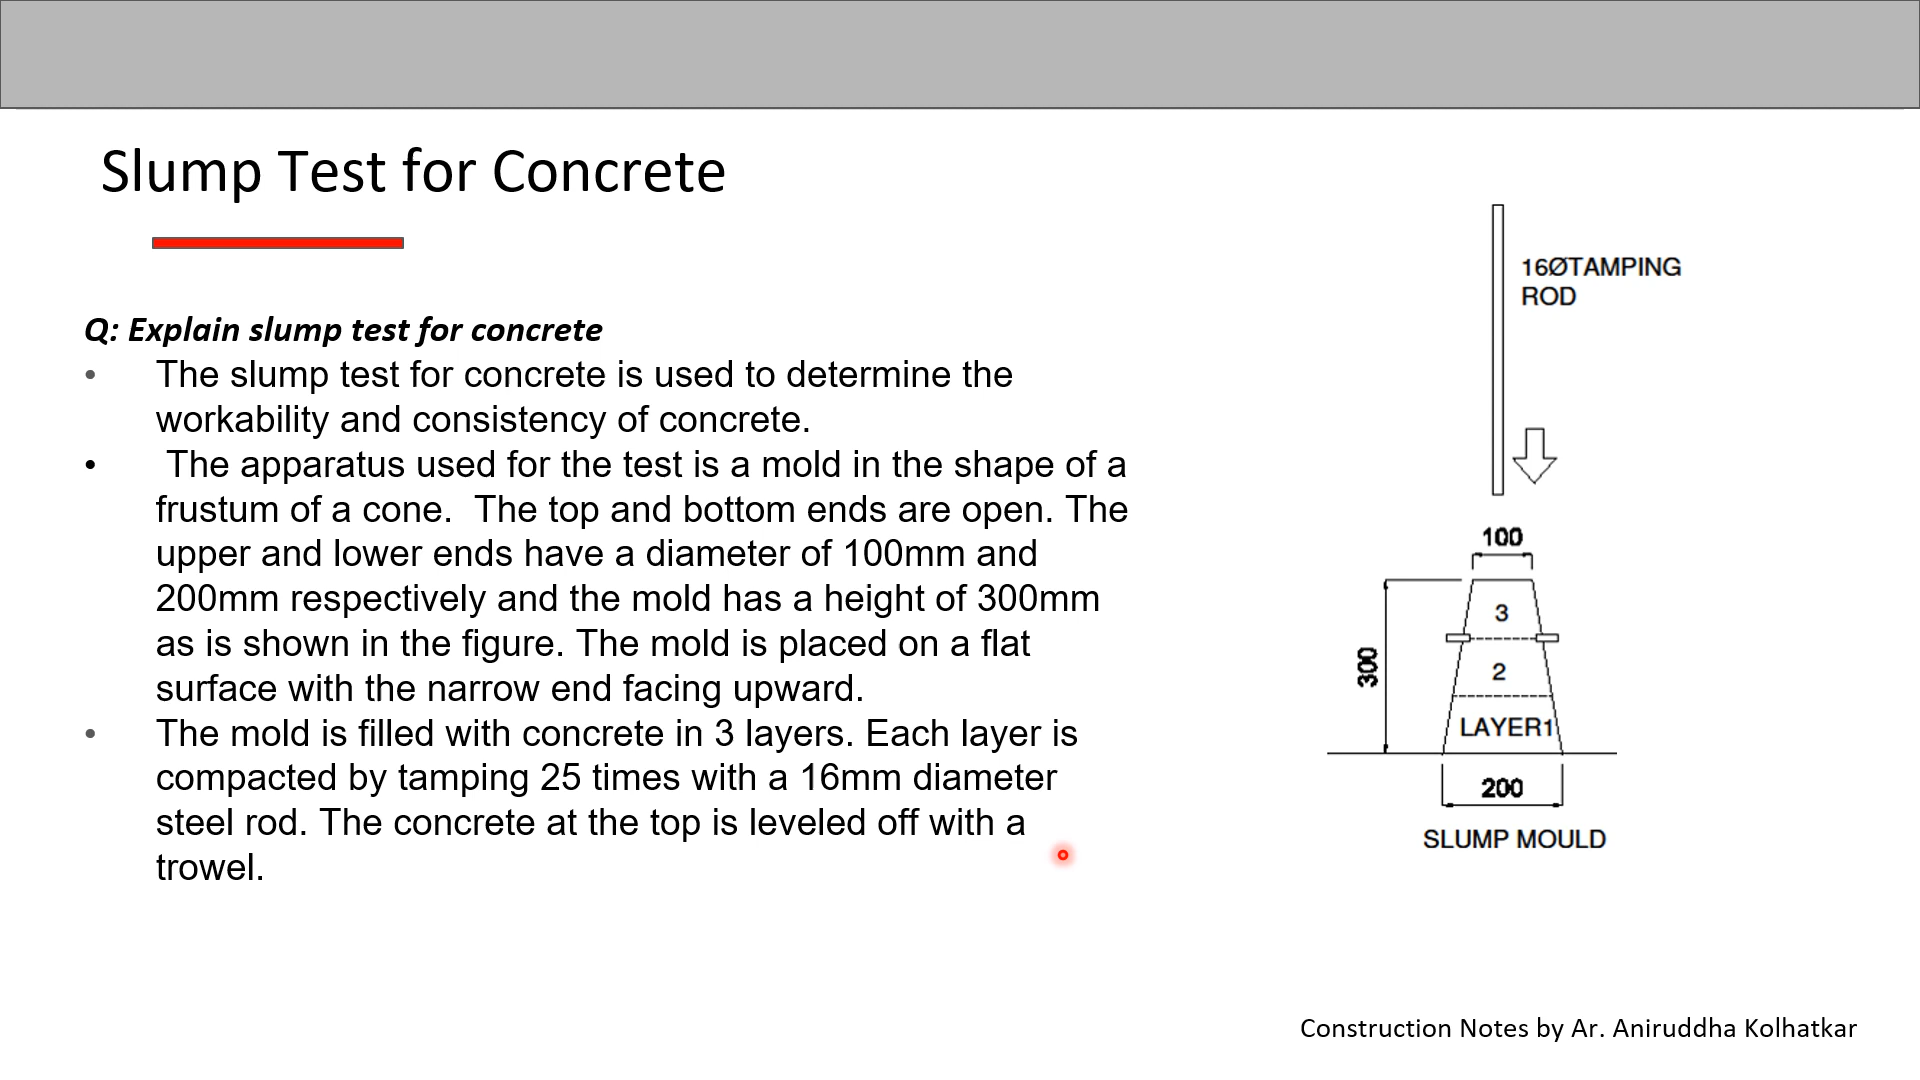 Slump Test for Concrete
Q: Explain slump test for concrete
• The slump test for concrete is used to determine the
workability and consistency of concrete.
• The apparatus used for the test is a mold in the shape of a
frustum of a cone.  The top and bottom ends are open. The
upper and lower ends have a diameter of 100mm and
200mm respectively and the mold has a height of 300mm
as is shown in the figure. The mold is placed on a flat
surface with the narrow end facing upward.
• The mold is filled with concrete in 3 layers. Each layer is
compacted by tamping 25 times with a 16mm diameter
steel rod. The concrete at the top is leveled off with a
trowel.
16ØTAMPING
ROD
100
3
300
2
LAYER1
200
SLUMP MOULD
Construction Notes by Ar. Aniruddha Kolhatkar